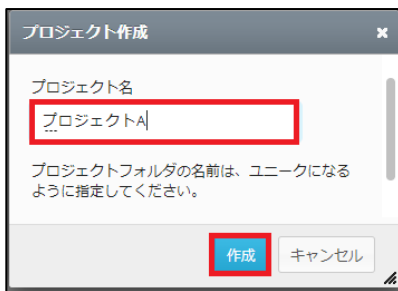 プロジェクト作成
プロジェクト名
プロジェクトA
プロジェクトフォルダの名前は、ユニークになる
ように指定してください。
作成 キャンセル